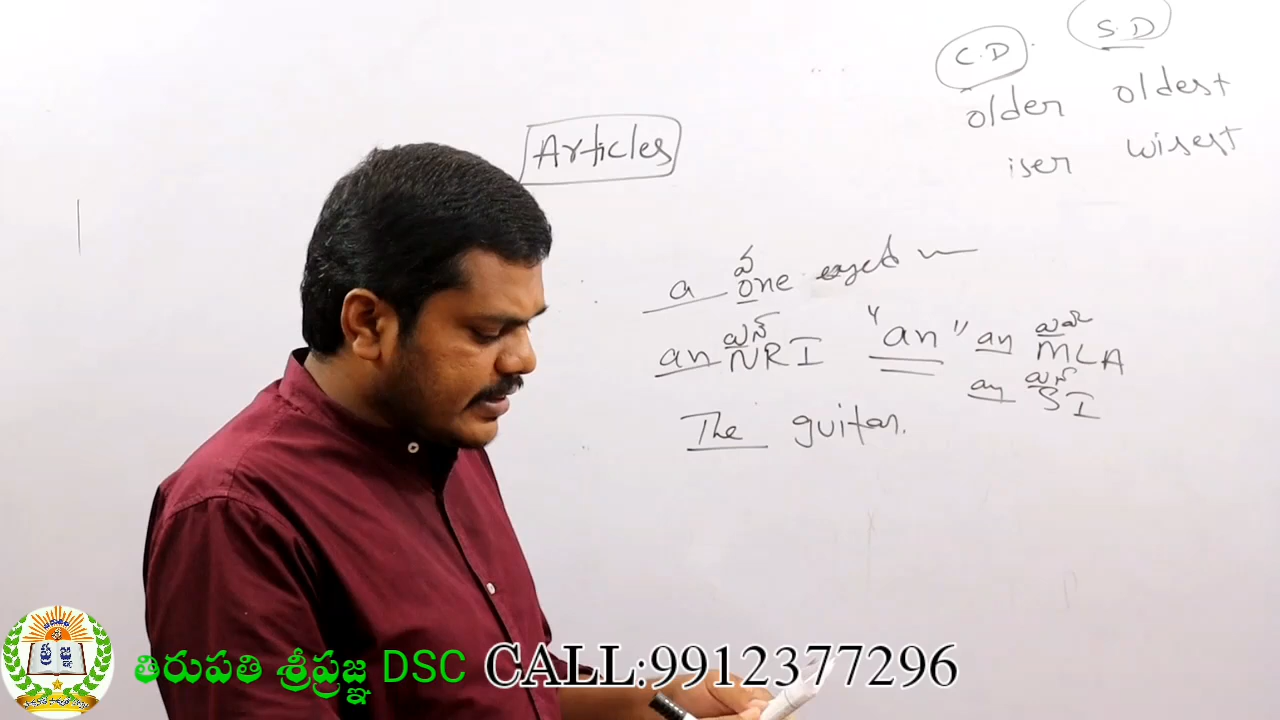 C.D S.D
older oldest
iser wisest
Articles
వ
a one eyed
ఎన్ ఎమ్
an NRI "an" an MLA
ఎస్
an SI
The guitar.
తిరుపతి శ్రీప్రజ్ఞ DSC CALL:9912377296